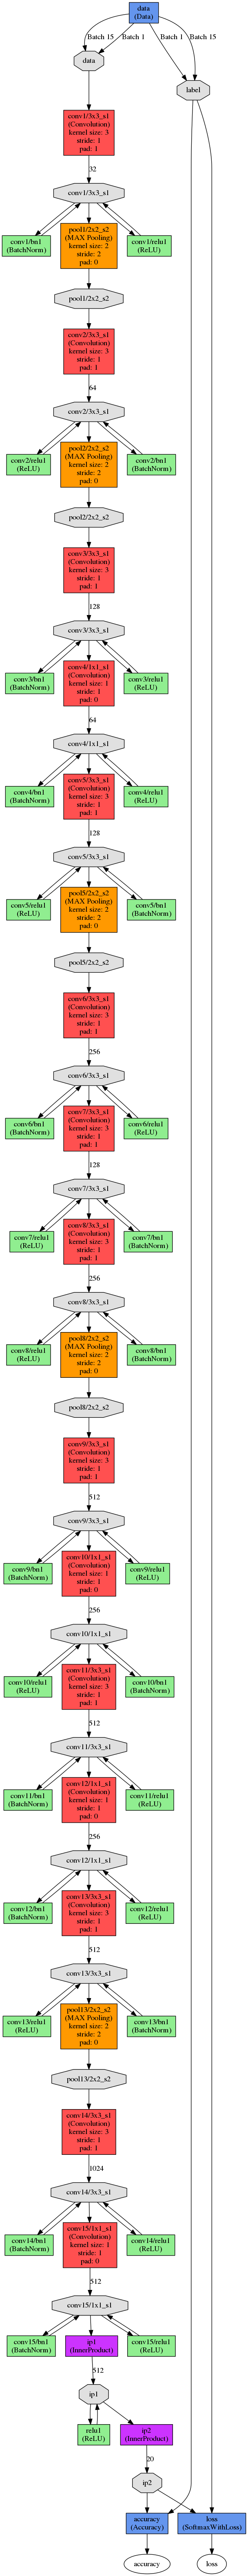 data
(Data)
Batch 15
Batch 1
Batch 1
Batch 15
data
label
conv1/3x3_s1
(Convolution)
kernel size: 3
stride: 1
pad: 1
32
conv1/3x3_s1
conv1/bn1
(BatchNorm)
pool1/2x2_s2
(MAX Pooling)
kernel size: 2
stride: 2
pad: 0
conv1/relu1
(ReLU)
pool1/2x2_s2
conv2/3x3_s1
(Convolution)
kernel size: 3
stride: 1
pad: 1
64
conv2/3x3_s1
conv2/relu1
(ReLU)
pool2/2x2_s2
(MAX Pooling)
kernel size: 2
stride: 2
pad: 0
conv2/bn1
(BatchNorm)
pool2/2x2_s2
conv3/3x3_s1
(Convolution)
kernel size: 3
stride: 1
pad: 1
128
conv3/3x3_s1
conv3/bn1
(BatchNorm)
conv4/1x1_s1
(Convolution)
kernel size: 1
stride: 1
pad: 0
conv3/relu1
(ReLU)
64
conv4/1x1_s1
conv4/bn1
(BatchNorm)
conv5/3x3_s1
(Convolution)
kernel size: 3
stride: 1
pad: 1
conv4/relu1
(ReLU)
128
conv5/3x3_s1
conv5/relu1
(ReLU)
pool5/2x2_s2
(MAX Pooling)
kernel size: 2
stride: 2
pad: 0
conv5/bn1
(BatchNorm)
pool5/2x2_s2
conv6/3x3_s1
(Convolution)
kernel size: 3
stride: 1
pad: 1
256
conv6/3x3_s1
conv6/bn1
(BatchNorm)
conv7/3x3_s1
(Convolution)
kernel size: 3
stride: 1
pad: 1
conv6/relu1
(ReLU)
128
conv7/3x3_s1
conv7/relu1
(ReLU)
conv8/3x3_s1
(Convolution)
kernel size: 3
stride: 1
pad: 1
conv7/bn1
(BatchNorm)
256
conv8/3x3_s1
conv8/relu1
(ReLU)
pool8/2x2_s2
(MAX Pooling)
kernel size: 2
stride: 2
pad: 0
conv8/bn1
(BatchNorm)
pool8/2x2_s2
conv9/3x3_s1
(Convolution)
kernel size: 3
stride: 1
pad: 1
512
conv9/3x3_s1
conv9/bn1
(BatchNorm)
conv10/1x1_s1
(Convolution)
kernel size: 1
stride: 1
pad: 0
conv9/relu1
(ReLU)
256
conv10/1x1_s1
conv10/relu1
(ReLU)
conv11/3x3_s1
(Convolution)
kernel size: 3
stride: 1
pad: 1
conv10/bn1
(BatchNorm)
512
conv11/3x3_s1
conv11/bn1
(BatchNorm)
conv12/1x1_s1
(Convolution)
kernel size: 1
stride: 1
pad: 0
conv11/relu1
(ReLU)
256
conv12/1x1_s1
conv12/bn1
(BatchNorm)
conv13/3x3_s1
(Convolution)
kernel size: 3
stride: 1
pad: 1
conv12/relu1
(ReLU)
512
conv13/3x3_s1
conv13/relu1
(ReLU)
pool13/2x2_s2
(MAX Pooling)
kernel size: 2
stride: 2
pad: 0
conv13/bn1
(BatchNorm)
pool13/2x2_s2
conv14/3x3_s1
(Convolution)
kernel size: 3
stride: 1
pad: 1
1024
conv14/3x3_s1
conv14/bn1
(BatchNorm)
conv15/1x1_s1
(Convolution)
kernel size: 1
stride: 1
pad: 0
conv14/relu1
(ReLU)
512
conv15/1x1_s1
conv15/bn1
(BatchNorm)
ip1
(InnerProduct)
conv15/relu1
(ReLU)
512
ip1
relu1
(ReLU)
ip2
(InnerProduct)
20
ip2
accuracy
(Accuracy)
loss
(SoftmaxWithLoss)
accuracy
loss